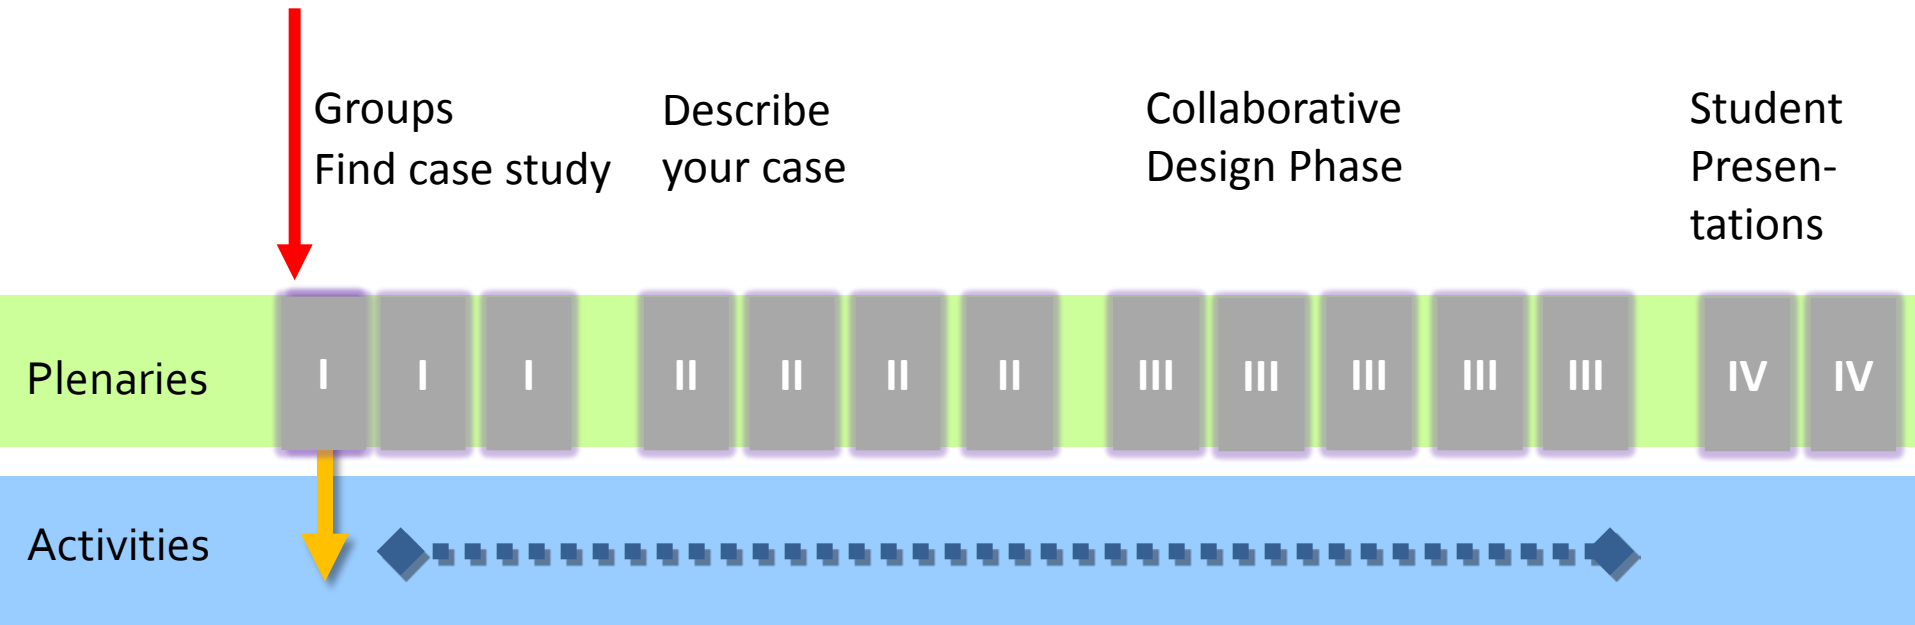 Groups
Find case study
Describe
your case
Collaborative
Design Phase
Student
Presen-
tations
Plenaries
I I I II II II II III III III III III IV IV
Activities